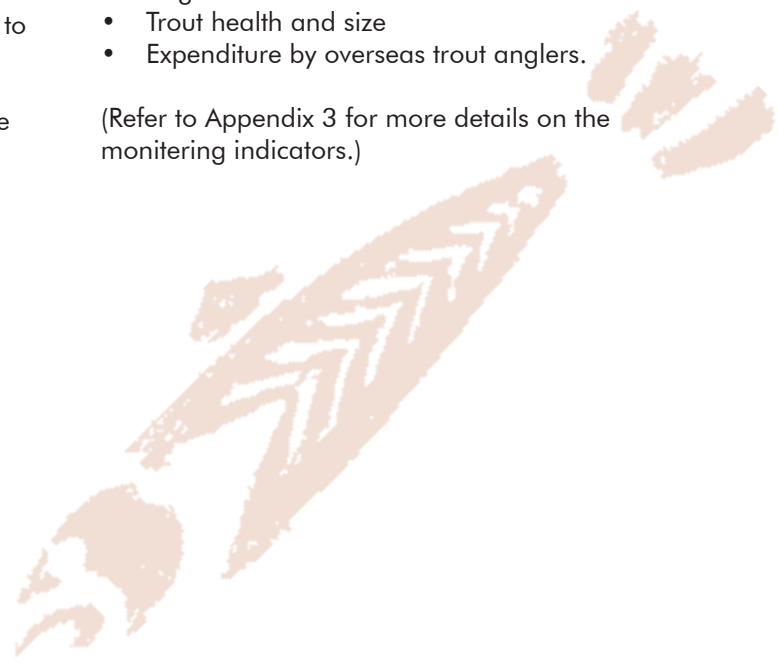 to
• Trout health and size
• Expenditure by overseas trout anglers.
e
(Refer to Appendix 3 for more details on the
monitering indicators.)